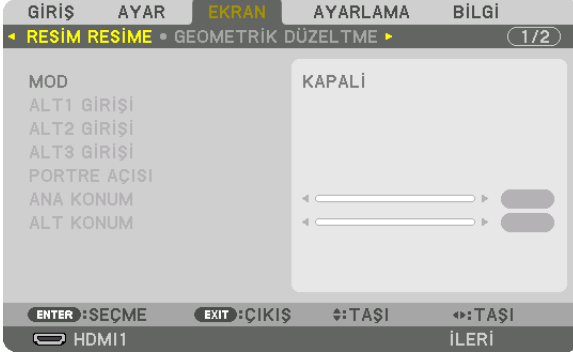 GİRİŞ AYAR EKRAN AYARLAMA BİLGİ
RESİM RESİME • GEOMETRİK DÜZELTME 1/2
MOD KAPALI
ALT1 GİRİŞİ
ALT2 GİRİŞİ
ALT3 GİRİŞİ
PORTRE AÇISI
ANA KONUM
ALT KONUM
ENTER :SEÇME EXIT :ÇIKIŞ :TAŞI :TAŞI
HDMI1 İLERİ